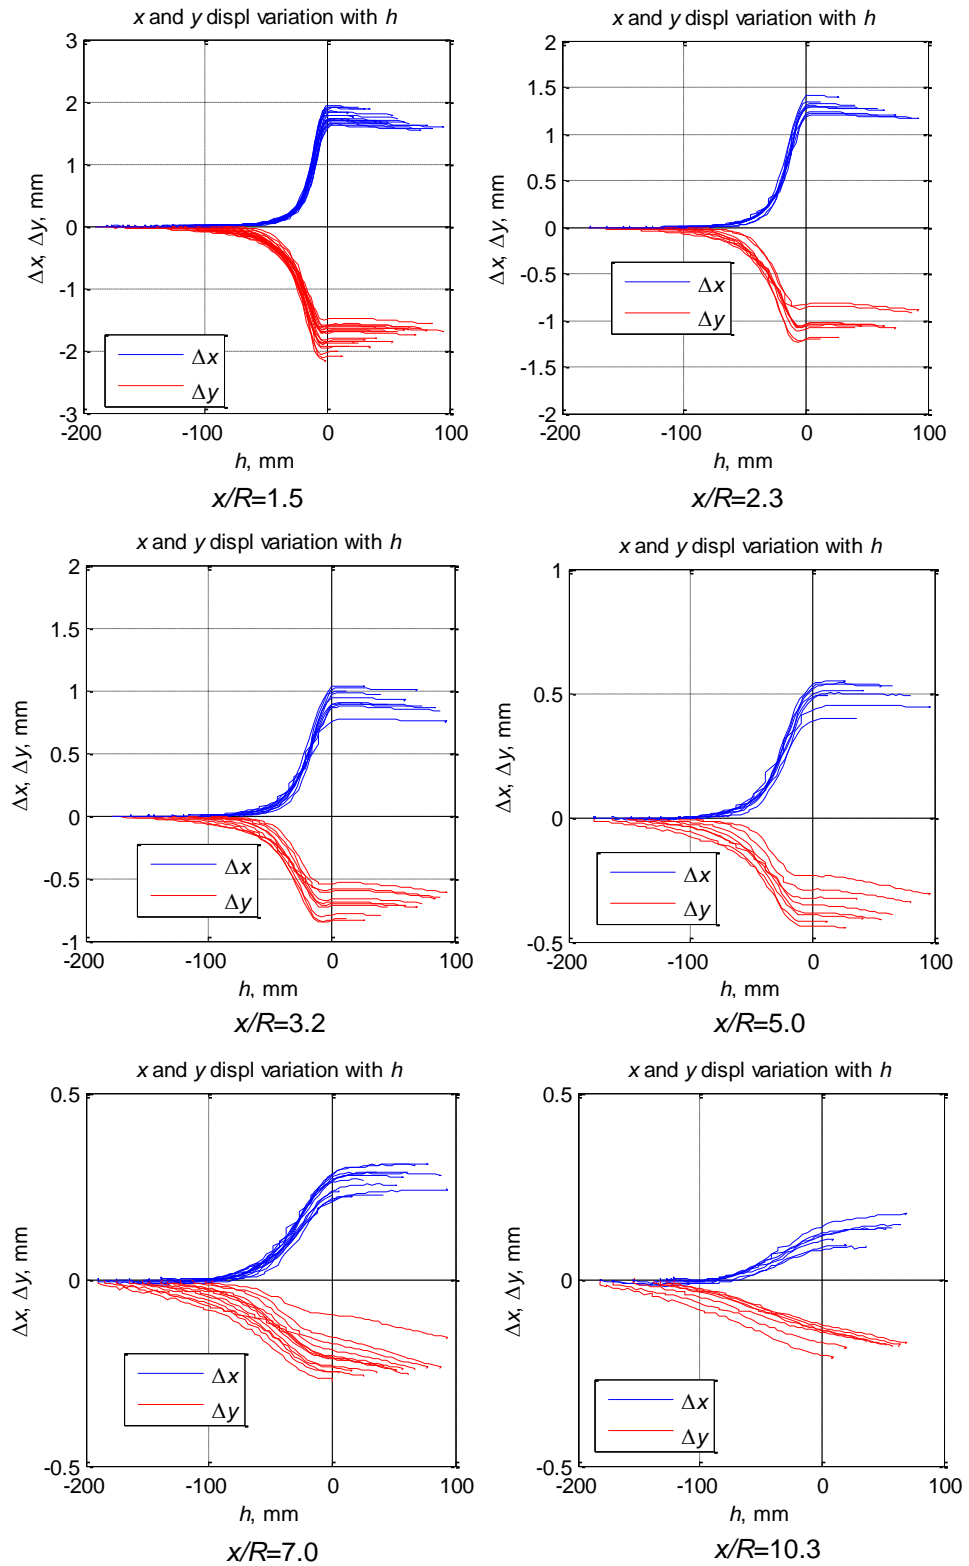 x and y displ variation with h
3
2
1
0
-1
-2
-3
-200
-100
0
100
Δx, Δy, mm
Δx
Δy
h, mm
x/R=1.5
x and y displ variation with h
2
1.5
1
0.5
0
-0.5
-1
-1.5
-2
-200
-100
0
100
Δx, Δy, mm
Δx
Δy
h, mm
x/R=2.3
x and y displ variation with h
2
1.5
1
0.5
0
-0.5
-1
-200
-100
0
100
Δx, Δy, mm
Δx
Δy
h, mm
x/R=3.2
x and y displ variation with h
1
0.5
0
-0.5
-200
-100
0
100
Δx, Δy, mm
Δx
Δy
h, mm
x/R=5.0
x and y displ variation with h
0.5
0
-0.5
-200
-100
0
100
Δx, Δy, mm
Δx
Δy
h, mm
x/R=7.0
x and y displ variation with h
0.5
0
-0.5
-200
-100
0
100
Δx, Δy, mm
Δx
Δy
h, mm
x/R=10.3